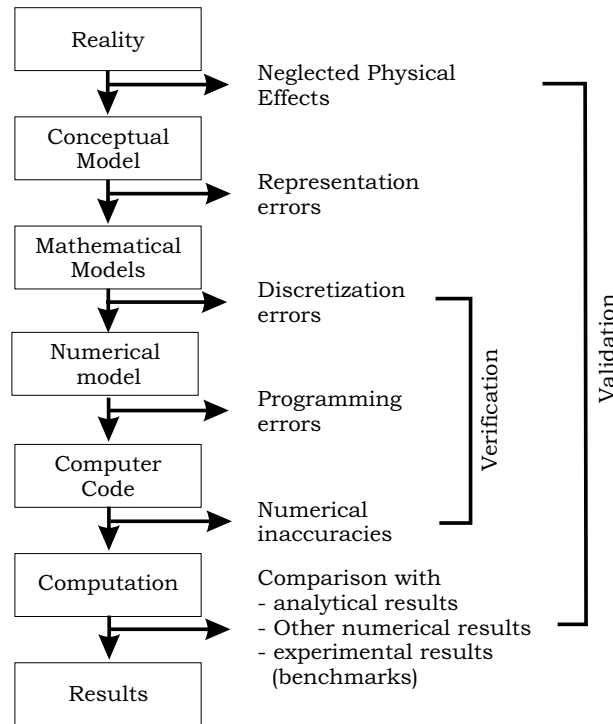 Reality
Neglected Physical
Effects
Conceptual
Model
Representation
errors
Mathematical
Models
Discretization
errors
Numerical
model
Programming
errors
Computer
Code
Numerical
inaccuracies
Computation
Comparison with
- analytical results
- Other numerical results
- experimental results
(benchmarks)
Results
Verification
Validation